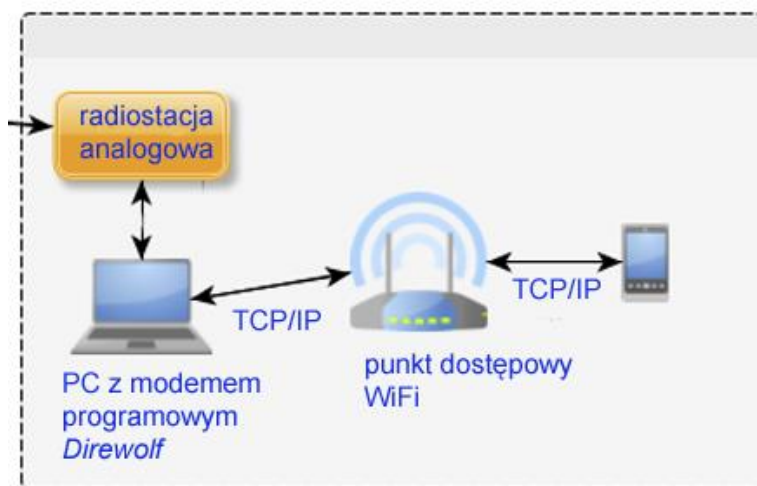 radiostacja
analogowa
TCP/IP
TCP/IP
PC z modemem
programowym
Direwolf
punkt dostępowy
WiFi